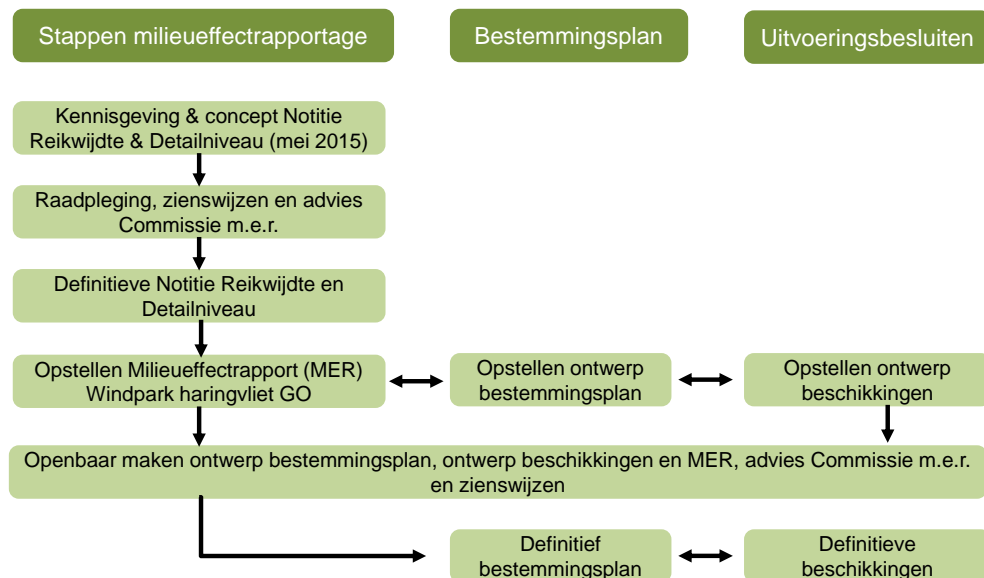 Stappen milieueffectrapportage
Bestemmingsplan
Uitvoeringsbesluiten
Kennisgeving & concept Notitie
Reikwijdte & Detailniveau (mei 2015)
Raadpleging, zienswijzen en advies
Commissie m.e.r.
Definitieve Notitie Reikwijdte en
Detailniveau
Opstellen Milieueffectrapport (MER)
Windpark haringvliet GO
Opstellen ontwerp
bestemmingsplan
Opstellen ontwerp
beschikkingen
Openbaar maken ontwerp bestemmingsplan, ontwerp beschikkingen en MER, advies Commissie m.e.r.
en zienswijzen
Definitief
bestemmingsplan
Definitieve
beschikkingen